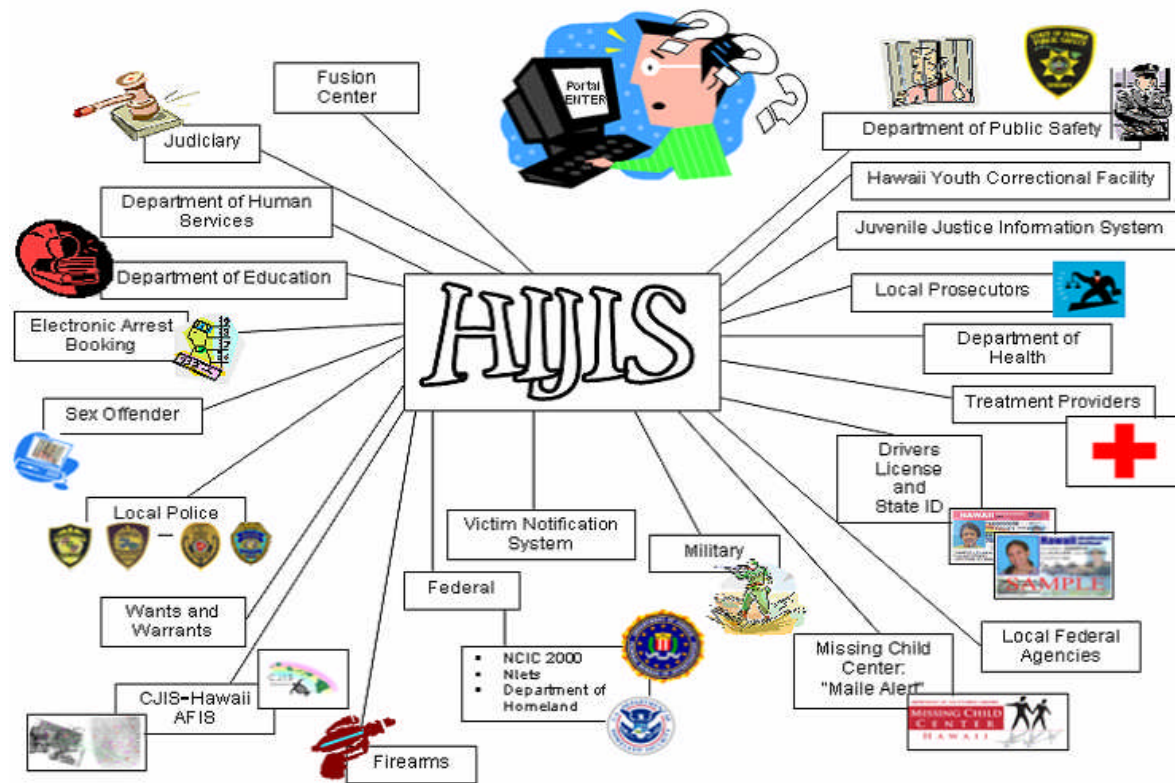 Fusion
Center
Portal
ENTER
???
Judiciary
Department of Public Safety
Department of Human
Services
Hawaii Youth Correctional Facility
Juvenile Justice Information System
Department of Education
Local Prosecutors
Electronic Arrest
Booking
HIJIS
Department of
Health
Sex Offender
Treatment Providers
Drivers
License
and
State ID
HAWAII
Hawaii
SAMPLE
Local Police
Victim Notification
System
Military
Federal
Wants and
Warrants
▪ NCIC 2000
▪ Nlets
▪ Department of
Homeland
Missing Child
Center:
"Maile Alert"
Local Federal
Agencies
CJIS-Hawaii
AFIS
CJIS
MISSING CHILD
CENTER
HAWAII
Firearms